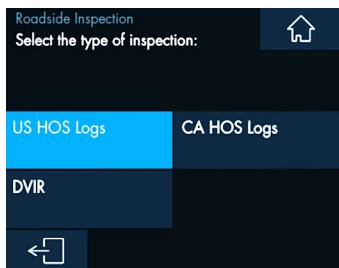 Roadside Inspection
Select the type of inspection:
US HOS Logs
CA HOS Logs
DVIR